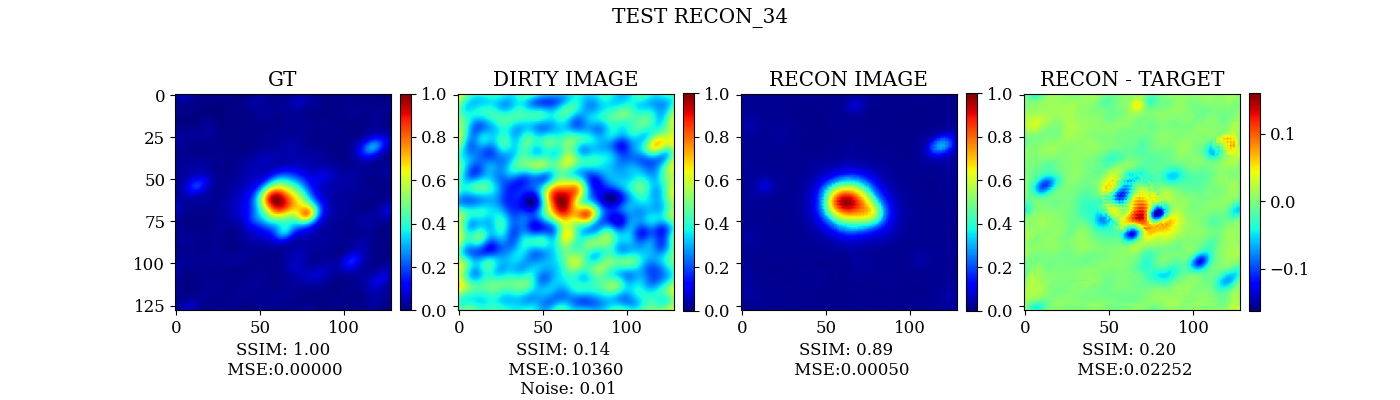 TEST RECON_34
GT
DIRTY IMAGE
RECON IMAGE
RECON - TARGET
0
25
50
75
100
125
0 50 100
1.0
0.8
0.6
0.4
0.2
0.0
0 50 100
1.0
0.8
0.6
0.4
0.2
0.0
0 50 100
1.0
0.8
0.6
0.4
0.2
0.0
0 50 100
0.1
0.0
−0.1
SSIM: 1.00
MSE:0.00000
SSIM: 0.14
MSE:0.10360
Noise: 0.01
SSIM: 0.89
MSE:0.00050
SSIM: 0.20
MSE:0.02252